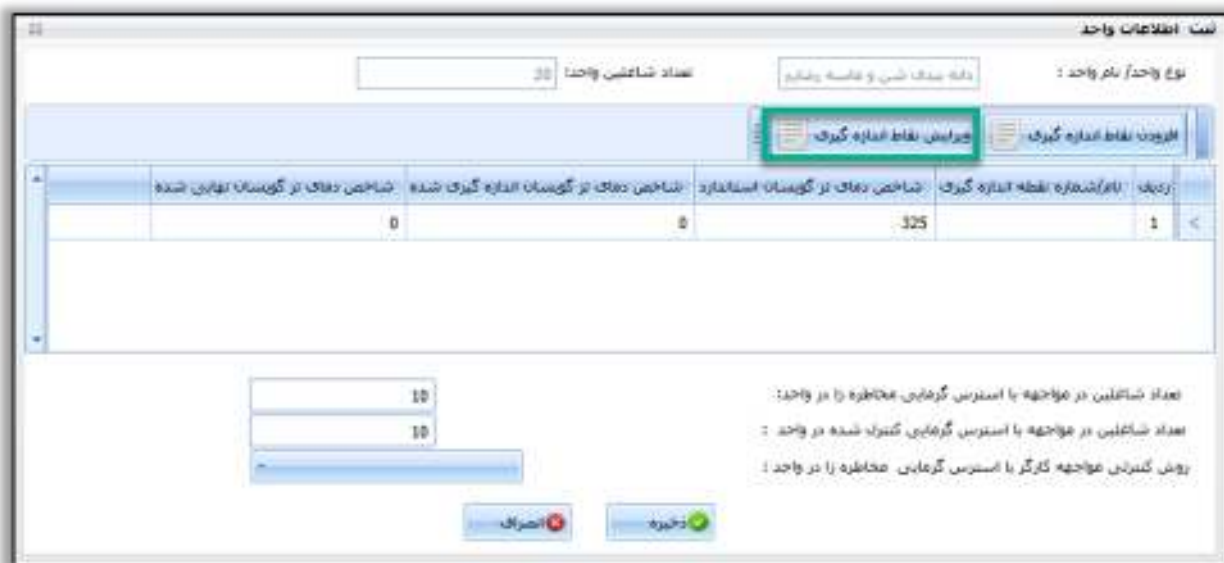 ثبت اطلاعات واحد
نوع واحد/ نام واحد :
دانه بندی شن و ماسه
تعداد شاغلین واحد:
20
افزودن نقاط اندازه گیری
ویرایش نقاط اندازه گیری
ردیف نام/شماره نقطه اندازه گیری شاخص دمای تر گویسان استاندارد شاخص دمای تر گویسان اندازه گیری شده شاخص دمای تر گویسان نهایی شده
1 325 0 0
تعداد شاغلین در مواجهه با استرس گرمایی مخاطره زا در واحد:
10
تعداد شاغلین در مواجهه با استرس گرمایی کنترل شده در واحد :
10
روش کنترلی مواجهه کارگر با استرس گرمایی مخاطره زا در واحد :
ذخیره
انصراف